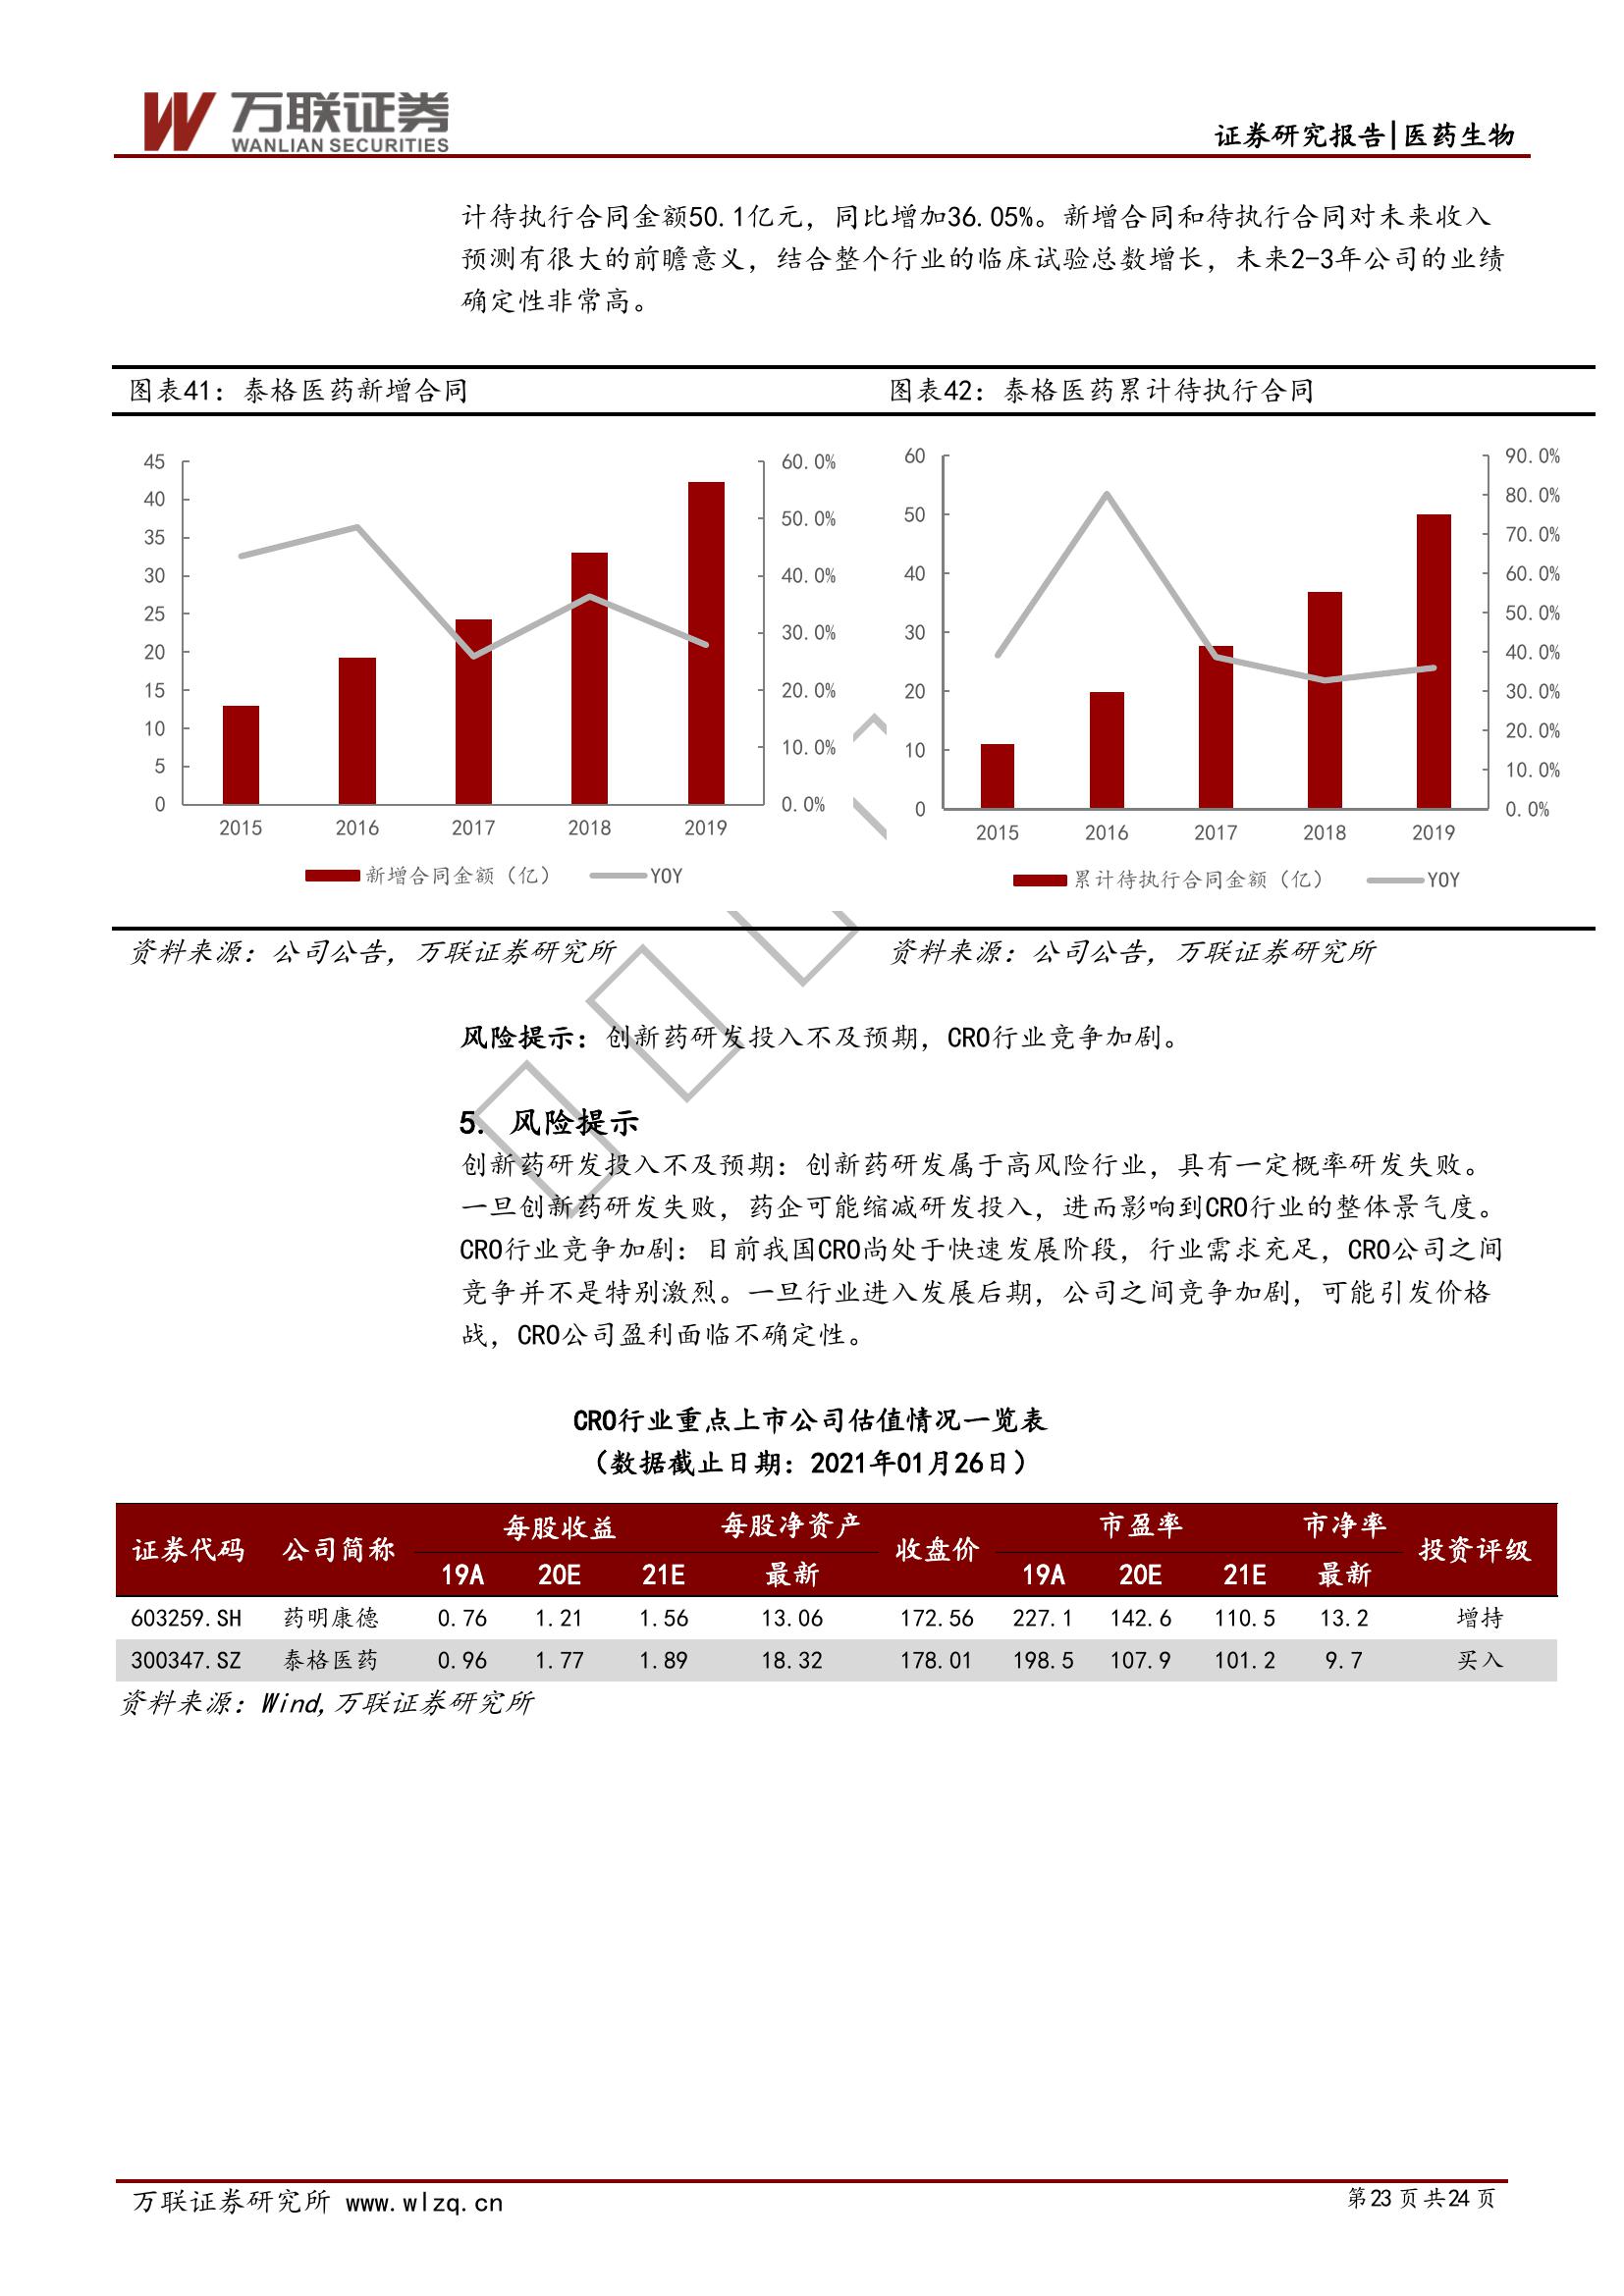 万联证券
WANLIAN SECURITIES
证券研究报告|医药生物
计待执行合同金额50.1亿元，同比增加36.05%。新增合同和待执行合同对未来收入
预测有很大的前瞻意义，结合整个行业的临床试验总数增长，未来2-3年公司的业绩
确定性非常高。
图表41：泰格医药新增合同
45
40
35
30
25
20
15
10
5
0
60.0%
50.0%
40.0%
30.0%
20.0%
10.0%
0.0%
2015 2016 2017 2018 2019
新增合同金额（亿） YOY
资料来源：公司公告，万联证券研究所
图表42：泰格医药累计待执行合同
60
50
40
30
20
10
0
90.0%
80.0%
70.0%
60.0%
50.0%
40.0%
30.0%
20.0%
10.0%
0.0%
2015 2016 2017 2018 2019
累计待执行合同金额（亿） YOY
资料来源：公司公告，万联证券研究所
风险提示：创新药研发投入不及预期，CRO行业竞争加剧。
5. 风险提示
创新药研发投入不及预期：创新药研发属于高风险行业，具有一定概率研发失败。
一旦创新药研发失败，药企可能缩减研发投入，进而影响到CRO行业的整体景气度。
CRO行业竞争加剧：目前我国CRO尚处于快速发展阶段，行业需求充足，CRO公司之间
竞争并不是特别激烈。一旦行业进入发展后期，公司之间竞争加剧，可能引发价格
战，CRO公司盈利面临不确定性。
CRO行业重点上市公司估值情况一览表
（数据截止日期：2021年01月26日）
证券代码 公司简称 每股收益 每股净资产 收盘价 市盈率 市净率 投资评级
19A 20E 21E 最新 19A 20E 21E 最新
603259.SH 药明康德 0.76 1.21 1.56 13.06 172.56 227.1 142.6 110.5 13.2 增持
300347.SZ 泰格医药 0.96 1.77 1.89 18.32 178.01 198.5 107.9 101.2 9.7 买入
资料来源：Wind,万联证券研究所
万联证券研究所 www.wlzq.cn
第23页共24页